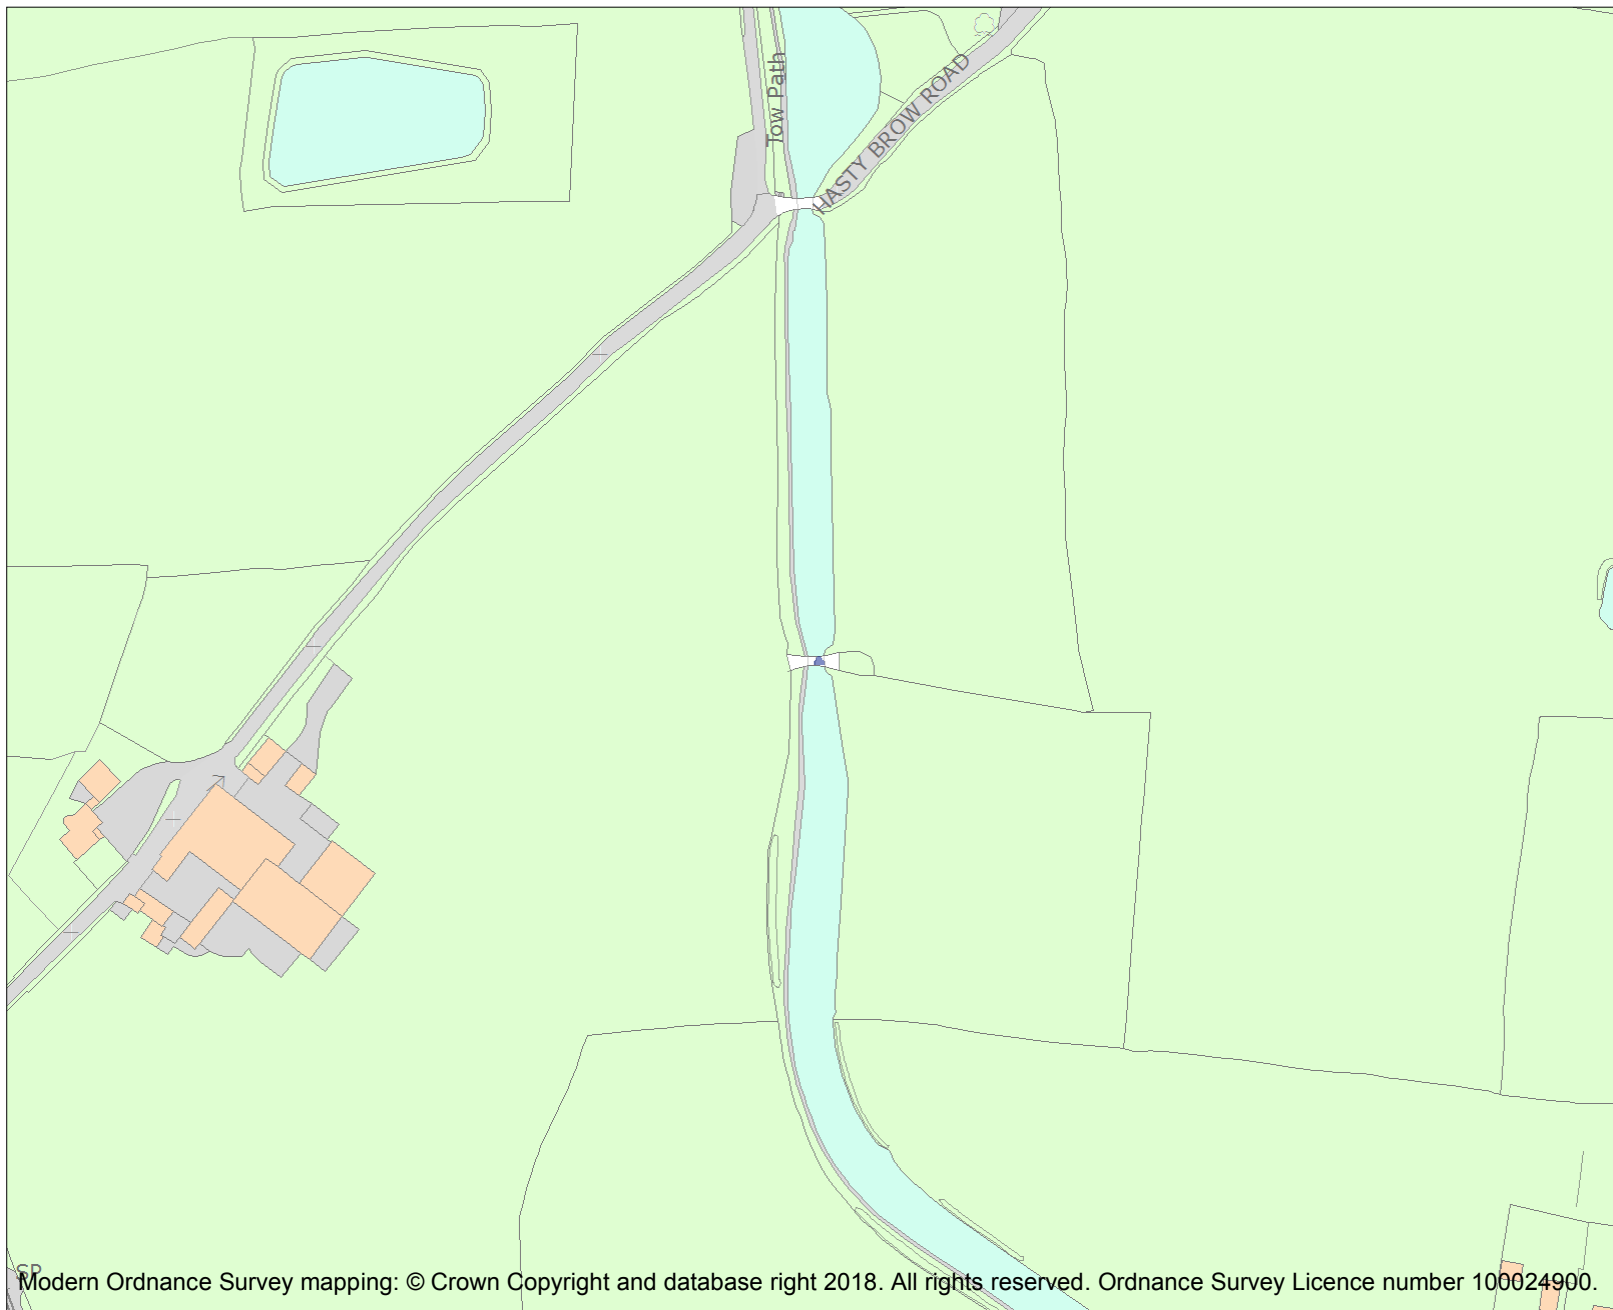 Tow Path
HASTY BROW ROAD
SP
Modern Ordnance Survey mapping: © Crown Copyright and database right 2018. All rights reserved. Ordnance Survey Licence number 100024900.